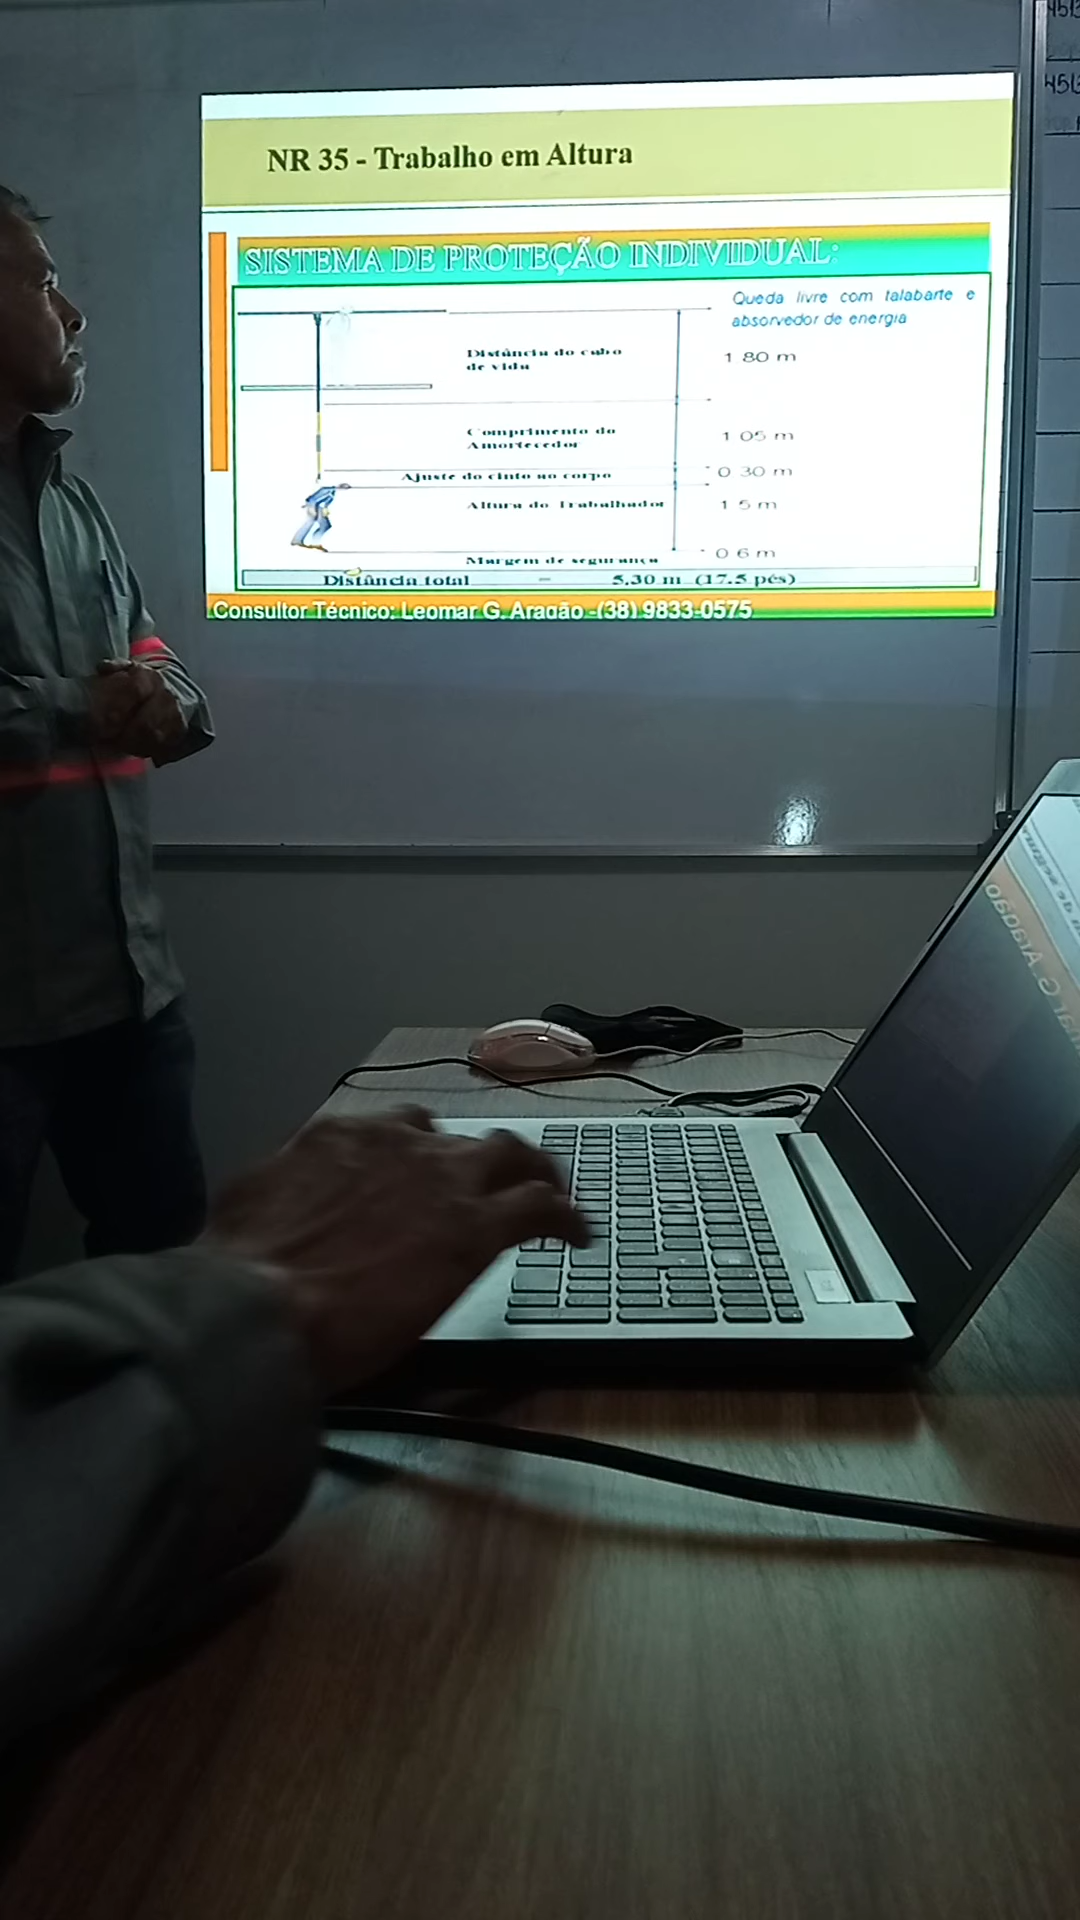 NR 35 - Trabalho em Altura
SISTEMA DE PROTEÇÃO INDIVIDUAL:
Queda livre com talabarte e
absorvedor de energia
Distância do cabo
de vida
1 80 m
Comprimento do
Amortecedor
1 05 m
Ajuste do cinto ao corpo
0 30 m
Altura do Trabalhador
1 5 m
Margem de segurança
0 6 m
Distância total = 5,30 m (17.5 pés)
Consultor Técnico: Leomar G. Aragão -(38) 9833-0575